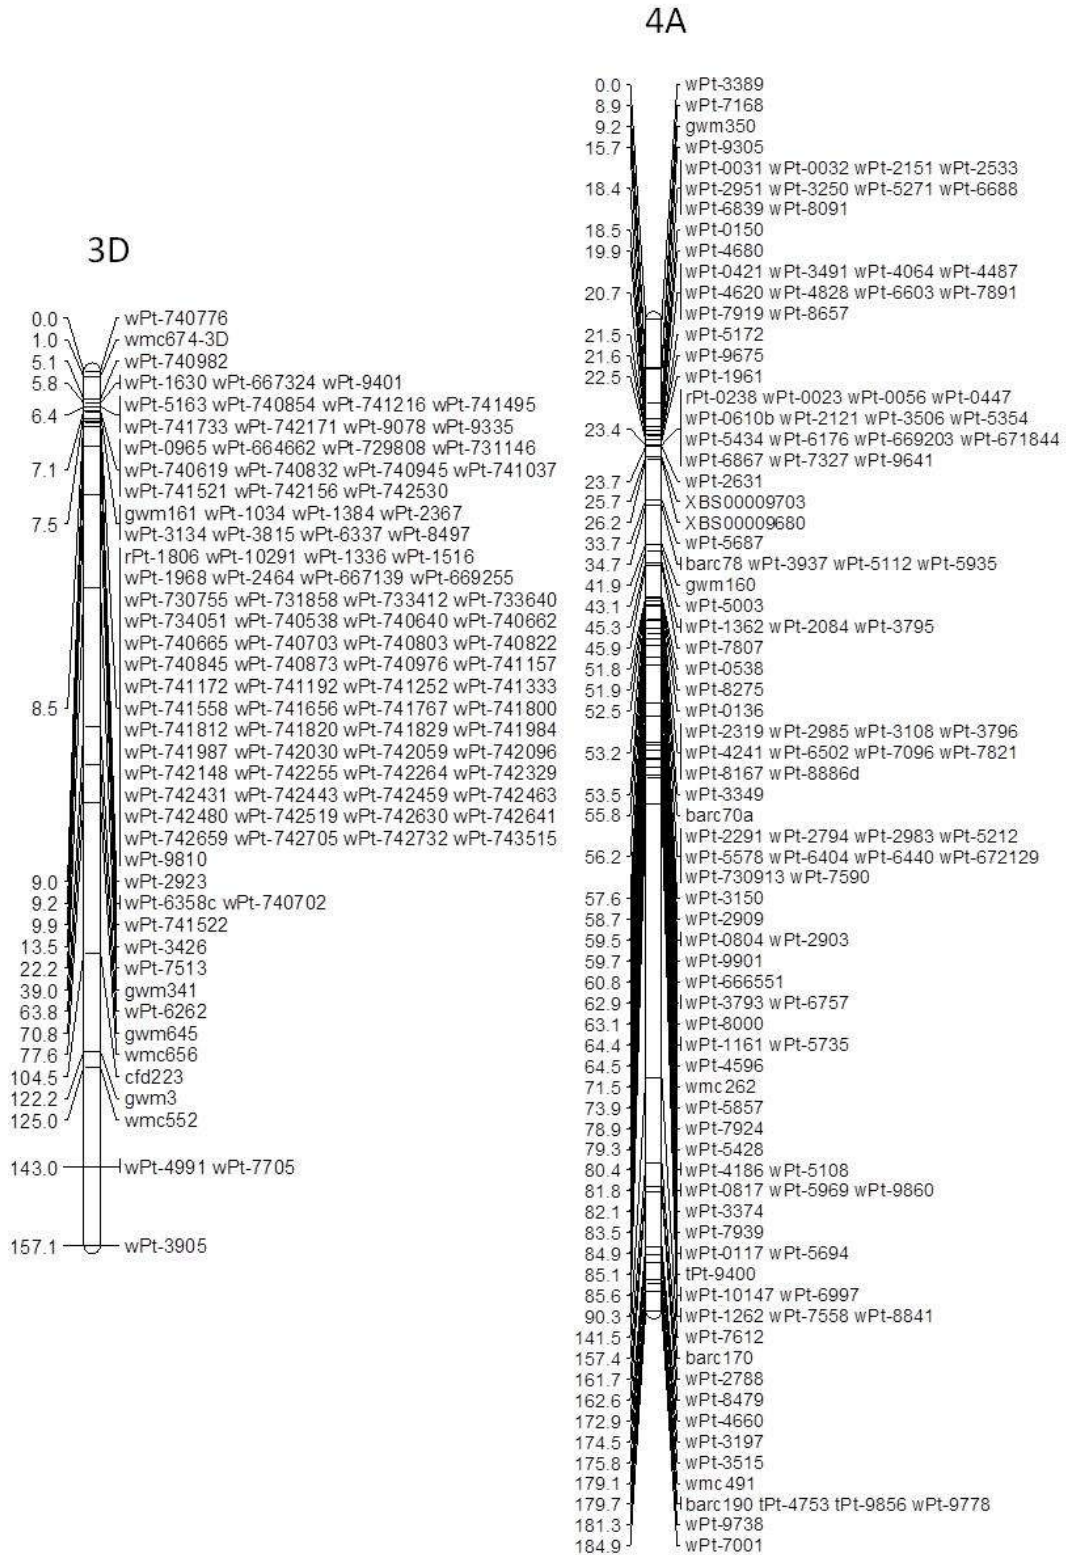 3D
0.0 wPt-740776
1.0 wmc674-3D
5.1 wPt-740982
5.8 wPt-1630 wPt-667324 wPt-9401
wPt-5163 wPt-740854 wPt-741216 wPt-741495
6.4
wPt-741733 wPt-742171 wPt-9078 wPt-9335
wPt-0965 wPt-664662 wPt-729808 wPt-731146
7.1 wPt-740619 wPt-740832 wPt-740945 wPt-741037
wPt-741521 wPt-742156 wPt-742530
gwm161 wPt-1034 wPt-1384 wPt-2367
7.5
wPt-3134 wPt-3815 wPt-6337 wPt-8497
rPt-1806 wPt-10291 wPt-1336 wPt-1516
wPt-1968 wPt-2464 wPt-667139 wPt-669255
wPt-730755 wPt-731858 wPt-733412 wPt-733640
wPt-734051 wPt-740538 wPt-740640 wPt-740662
wPt-740665 wPt-740703 wPt-740803 wPt-740822
wPt-740845 wPt-740873 wPt-740976 wPt-741157
wPt-741172 wPt-741192 wPt-741252 wPt-741333
8.5 wPt-741558 wPt-741656 wPt-741767 wPt-741800
wPt-741812 wPt-741820 wPt-741829 wPt-741984
wPt-741987 wPt-742030 wPt-742059 wPt-742096
wPt-742148 wPt-742255 wPt-742264 wPt-742329
wPt-742431 wPt-742443 wPt-742459 wPt-742463
wPt-742480 wPt-742519 wPt-742630 wPt-742641
wPt-742659 wPt-742705 wPt-742732 wPt-743515
wPt-9810
9.0 wPt-2923
9.2 wPt-6358c wPt-740702
9.9 wPt-741522
13.5 wPt-3426
22.2 wPt-7513
39.0 gwm341
63.8 wPt-6262
70.8 gwm645
77.6 wmc656
104.5 cfd223
122.2 gwm3
125.0 wmc552
143.0 wPt-4991 wPt-7705
157.1 wPt-3905
4A
0.0 wPt-3389
8.9 wPt-7168
9.2 gwm350
15.7 wPt-9305
wPt-0031 wPt-0032 wPt-2151 wPt-2533
18.4 wPt-2951 wPt-3250 wPt-5271 wPt-6688
wPt-6839 wPt-8091
18.5 wPt-0150
19.9 wPt-4680
wPt-0421 wPt-3491 wPt-4064 wPt-4487
20.7 wPt-4620 wPt-4828 wPt-6603 wPt-7891
wPt-7919 wPt-8657
21.5 wPt-5172
21.6 wPt-9675
22.5 wPt-1961
rPt-0238 wPt-0023 wPt-0056 wPt-0447
wPt-0610b wPt-2121 wPt-3506 wPt-5354
23.4
wPt-5434 wPt-6176 wPt-669203 wPt-671844
wPt-6867 wPt-7327 wPt-9641
23.7 wPt-2631
25.7 XBS00009703
26.2 XBS00009680
33.7 wPt-5687
34.7 barc78 wPt-3937 wPt-5112 wPt-5935
41.9 gwm160
43.1 wPt-5003
45.3 wPt-1362 wPt-2084 wPt-3795
45.9 wPt-7807
51.8 wPt-0538
51.9 wPt-8275
52.5 wPt-0136
wPt-2319 wPt-2985 wPt-3108 wPt-3796
53.2 wPt-4241 wPt-6502 wPt-7096 wPt-7821
wPt-8167 wPt-8886d
53.5 wPt-3349
55.8 barc70a
wPt-2291 wPt-2794 wPt-2983 wPt-5212
56.2 wPt-5578 wPt-6404 wPt-6440 wPt-672129
wPt-730913 wPt-7590
57.6 wPt-3150
58.7 wPt-2909
59.5 wPt-0804 wPt-2903
59.7 wPt-9901
60.8 wPt-666551
62.9 wPt-3793 wPt-6757
63.1 wPt-8000
64.4 wPt-1161 wPt-5735
64.5 wPt-4596
71.5 wmc262
73.9 wPt-5857
78.9 wPt-7924
79.3 wPt-5428
80.4 wPt-4186 wPt-5108
81.8 wPt-0817 wPt-5969 wPt-9860
82.1 wPt-3374
83.5 wPt-7939
84.9 wPt-0117 wPt-5694
85.1 tPt-9400
85.6 wPt-10147 wPt-6997
90.3 wPt-1262 wPt-7558 wPt-8841
141.5 wPt-7612
157.4 barc170
161.7 wPt-2788
162.6 wPt-8479
172.9 wPt-4660
174.5 wPt-3197
175.8 wPt-3515
179.1 wmc491
179.7 barc190 tPt-4753 tPt-9856 wPt-9778
181.3 wPt-9738
184.9 wPt-7001